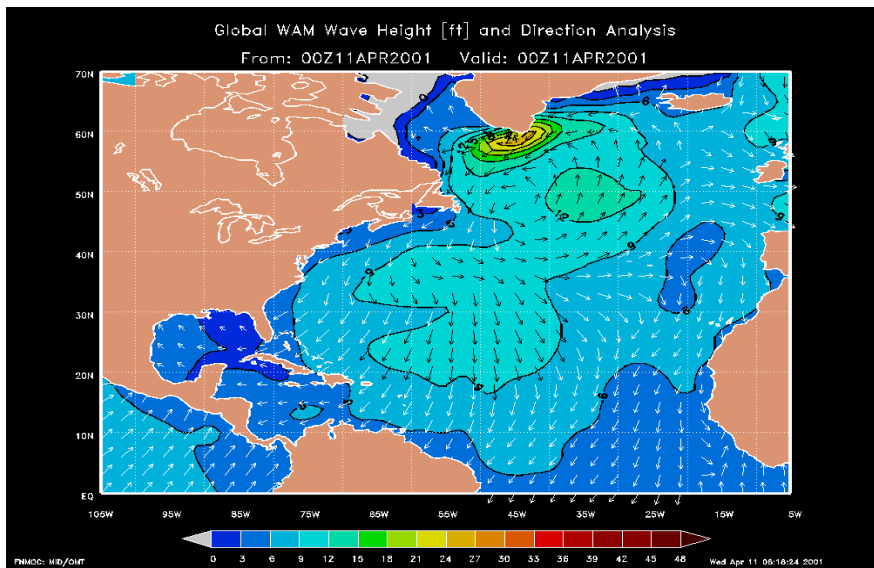 Global WAM Wave Height [ft] and Direction Analysis
From: 00Z11APR2001 Valid: 00Z11APR2001
70N
60N
50N
40N
30N
20N
10N
EQ
105W 95W 85W 75W 65W 55W 45W 35W 25W 15W 5W
0 3 6 9 12 15 18 21 24 27 30 33 36 39 42 45 48
FNMOC: MID/OMT
Wed Apr 11 06:18:24 2001